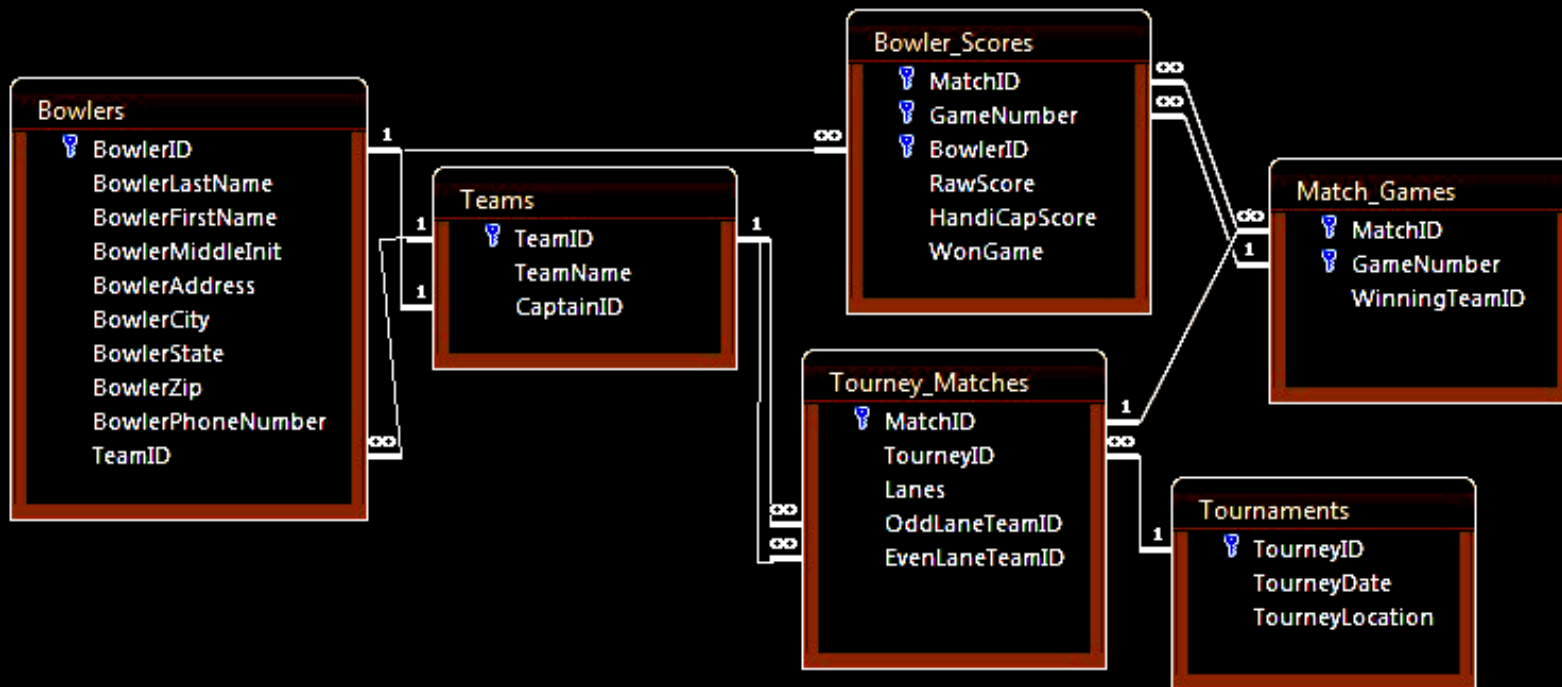 Bowlers
BowlerID
BowlerLastName
BowlerFirstName
BowlerMiddleInit
BowlerAddress
BowlerCity
BowlerState
BowlerZip
BowlerPhoneNumber
TeamID
1
∞
Teams
TeamID
TeamName
CaptainID
1
1
1
Bowler_Scores
MatchID
GameNumber
BowlerID
RawScore
HandiCapScore
WonGame
∞
∞
∞
Match_Games
MatchID
GameNumber
WinningTeamID
1
Tourney_Matches
MatchID
TourneyID
Lanes
OddLaneTeamID
EvenLaneTeamID
1
∞
∞
∞
Tournaments
TourneyID
TourneyDate
TourneyLocation
1